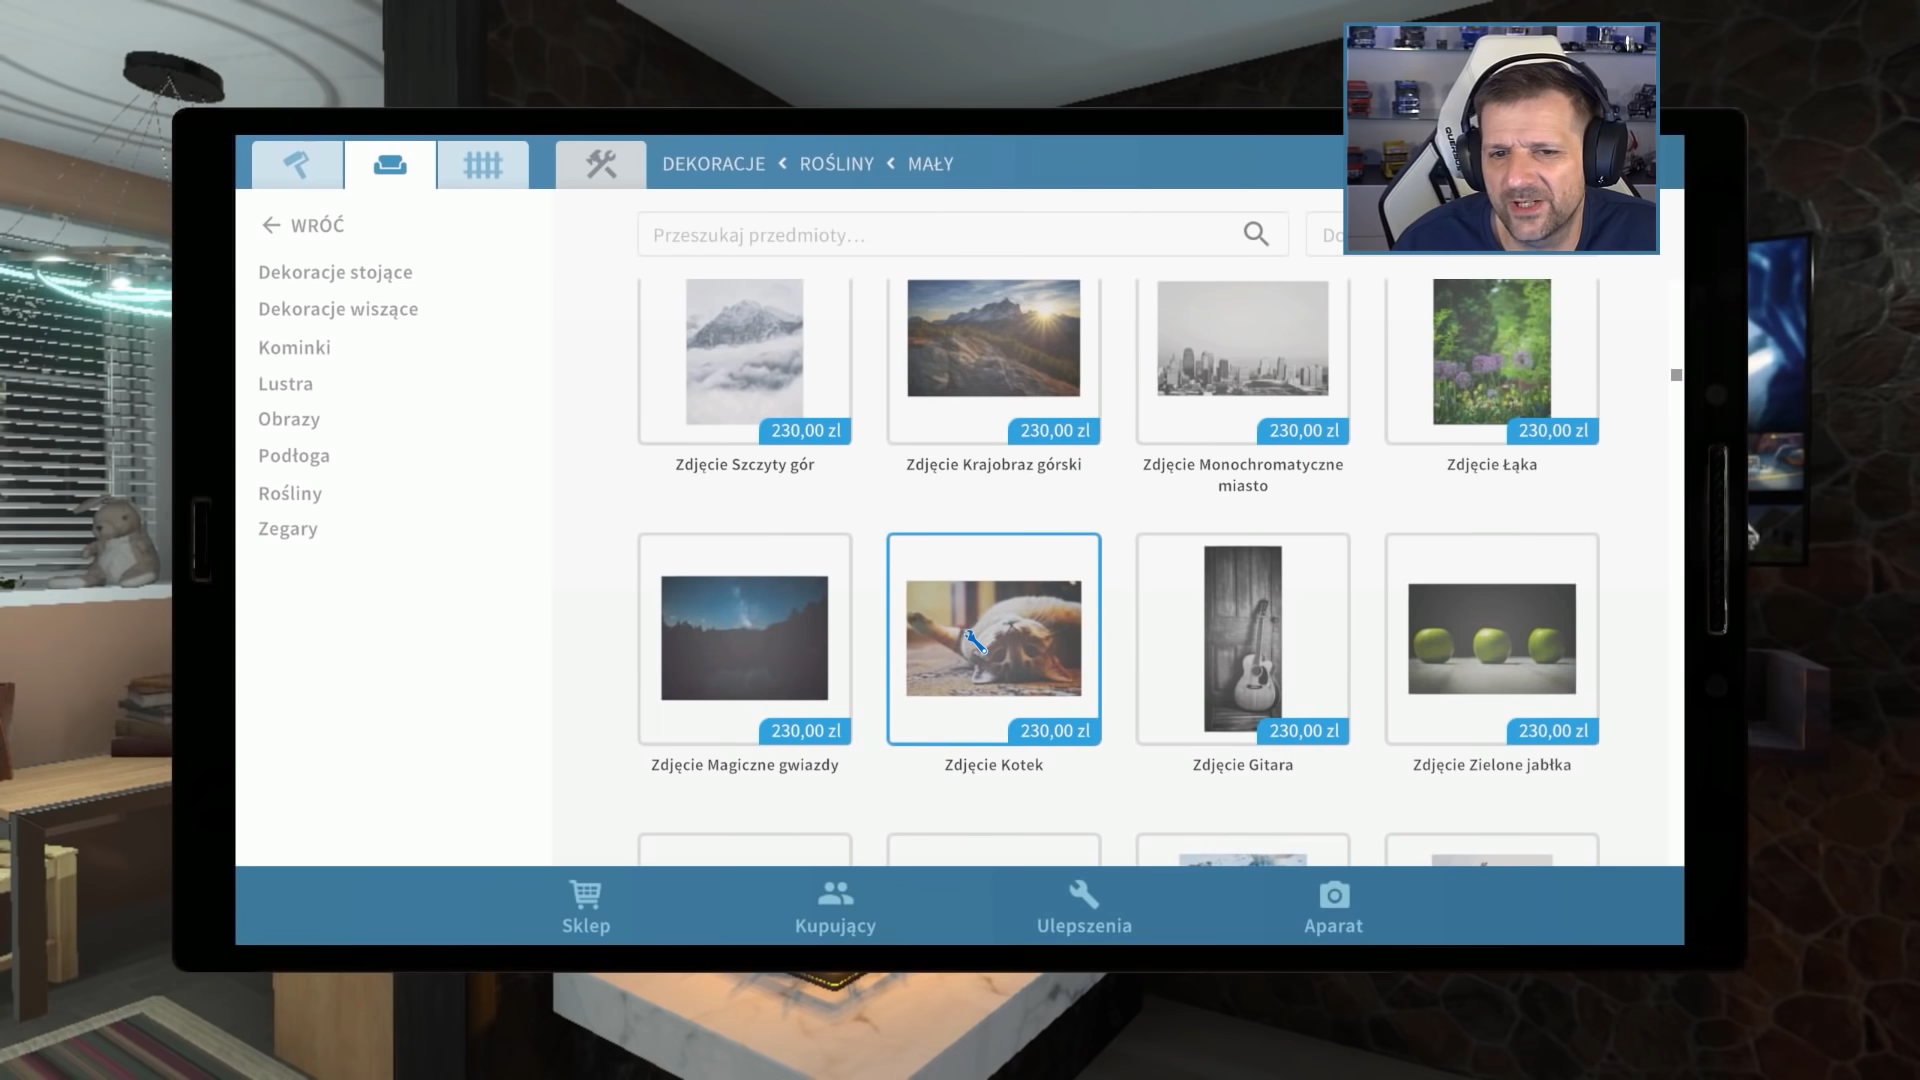 DEKORACJE < ROŚLINY < MAŁY
WRÓĆ
Przeszukaj przedmioty…
Dekoracje stojące
Dekoracje wiszące
Kominki
Lustra
Obrazy
Podłoga
Rośliny
Zegary
230,00 zl
230,00 zl
230,00 zl
230,00 zl
Zdjęcie Szczyty gór
Zdjęcie Krajobraz górski
Zdjęcie Monochromatyczne
miasto
Zdjęcie Łąka
230,00 zl
230,00 zl
230,00 zl
230,00 zl
Zdjęcie Magiczne gwiazdy
Zdjęcie Kotek
Zdjęcie Gitara
Zdjęcie Zielone jabłka
Sklep
Kupujący
Ulepszenia
Aparat